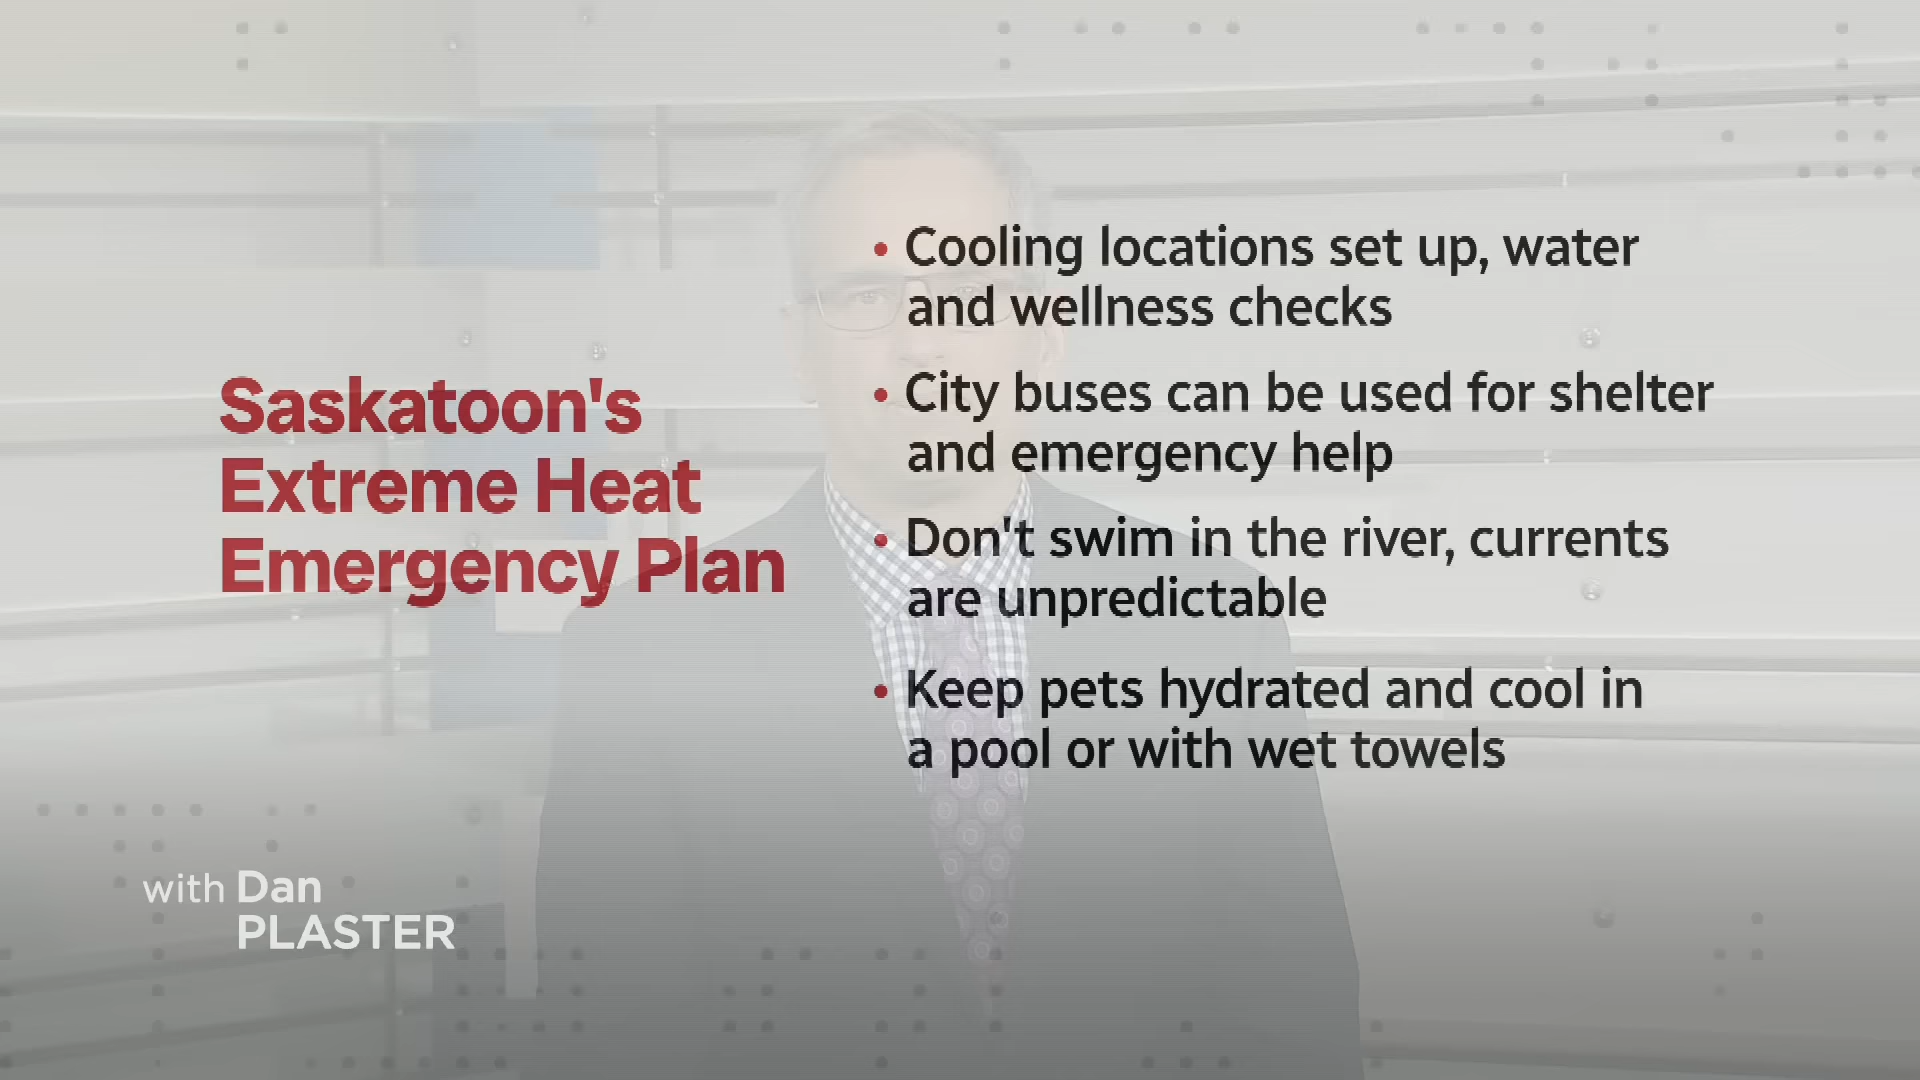 Saskatoon's
Extreme Heat
Emergency Plan
• Cooling locations set up, water
and wellness checks
• City buses can be used for shelter
and emergency help
• Don't swim in the river, currents
are unpredictable
• Keep pets hydrated and cool in
a pool or with wet towels
with Dan
PLASTER